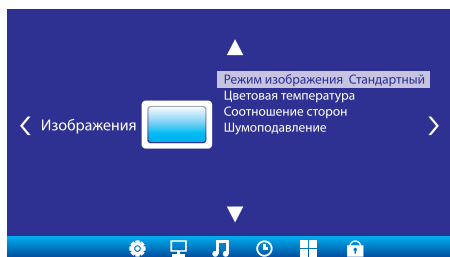 Изображения
Режим изображения Стандартный
Цветовая температура
Соотношение сторон
Шумоподавление